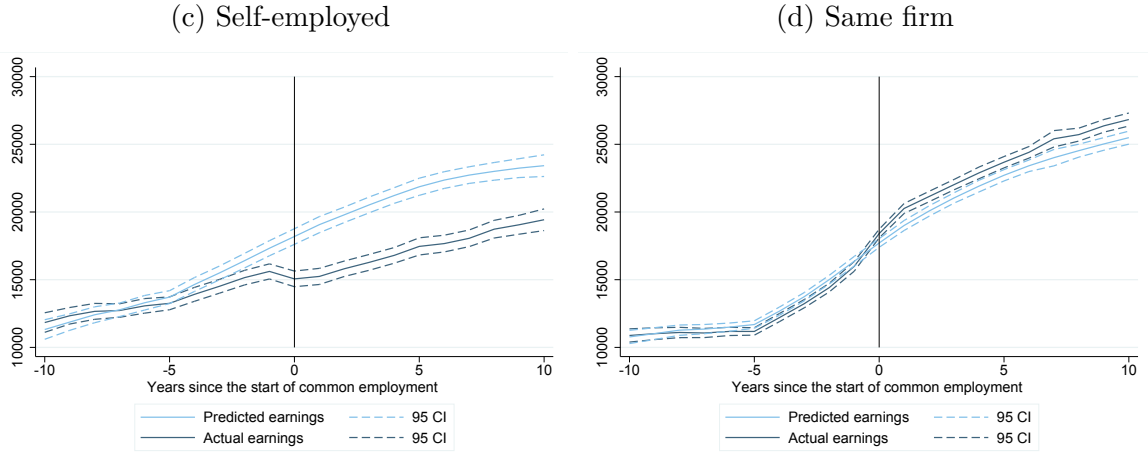 (c) Self-employed
30000
25000
20000
15000
10000
-10 -5 0 5 10
Years since the start of common employment
Predicted earnings 95 CI
Actual earnings 95 CI
(d) Same firm
30000
25000
20000
15000
10000
-10 -5 0 5 10
Years since the start of common employment
Predicted earnings 95 CI
Actual earnings 95 CI